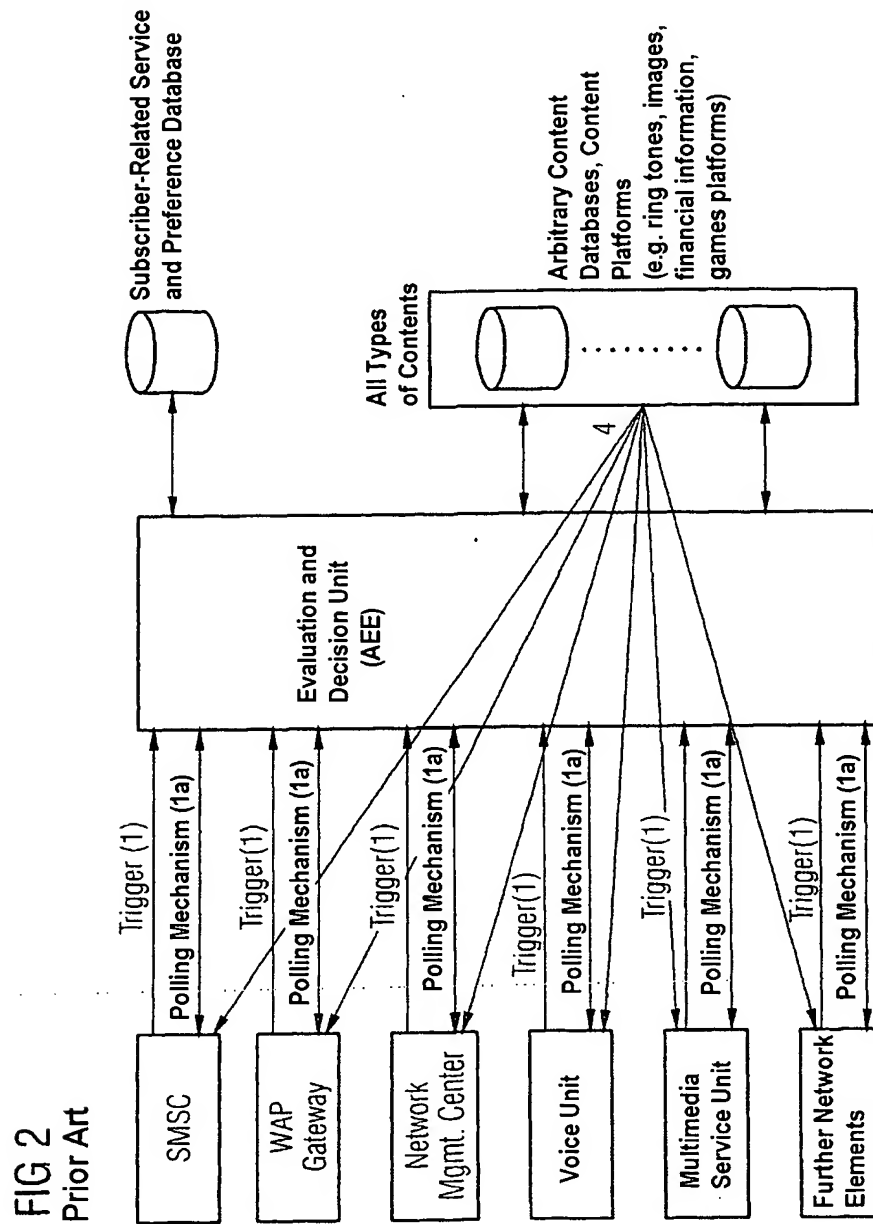 FIG 2
Prior Art
SMSC
WAP
Gateway
Network
Mgmt. Center
Voice Unit
Multimedia
Service Unit
Further Network
Elements
Trigger (1)
Polling Mechanism (1a)
Trigger(1)
Polling Mechanism (1a)
Trigger(1)
Polling Mechanism (1a)
Trigger(1)
Polling Mechanism (1a)
Trigger(1)
Polling Mechanism (1a)
Trigger(1)
Polling Mechanism (1a)
Evaluation and
Decision Unit
(AEE)
Subscriber-Related Service
and Preference Database
All Types
of Contents
4
Arbitrary Content
Databases, Content
Platforms
(e.g. ring tones, images,
financial information,
games platforms)